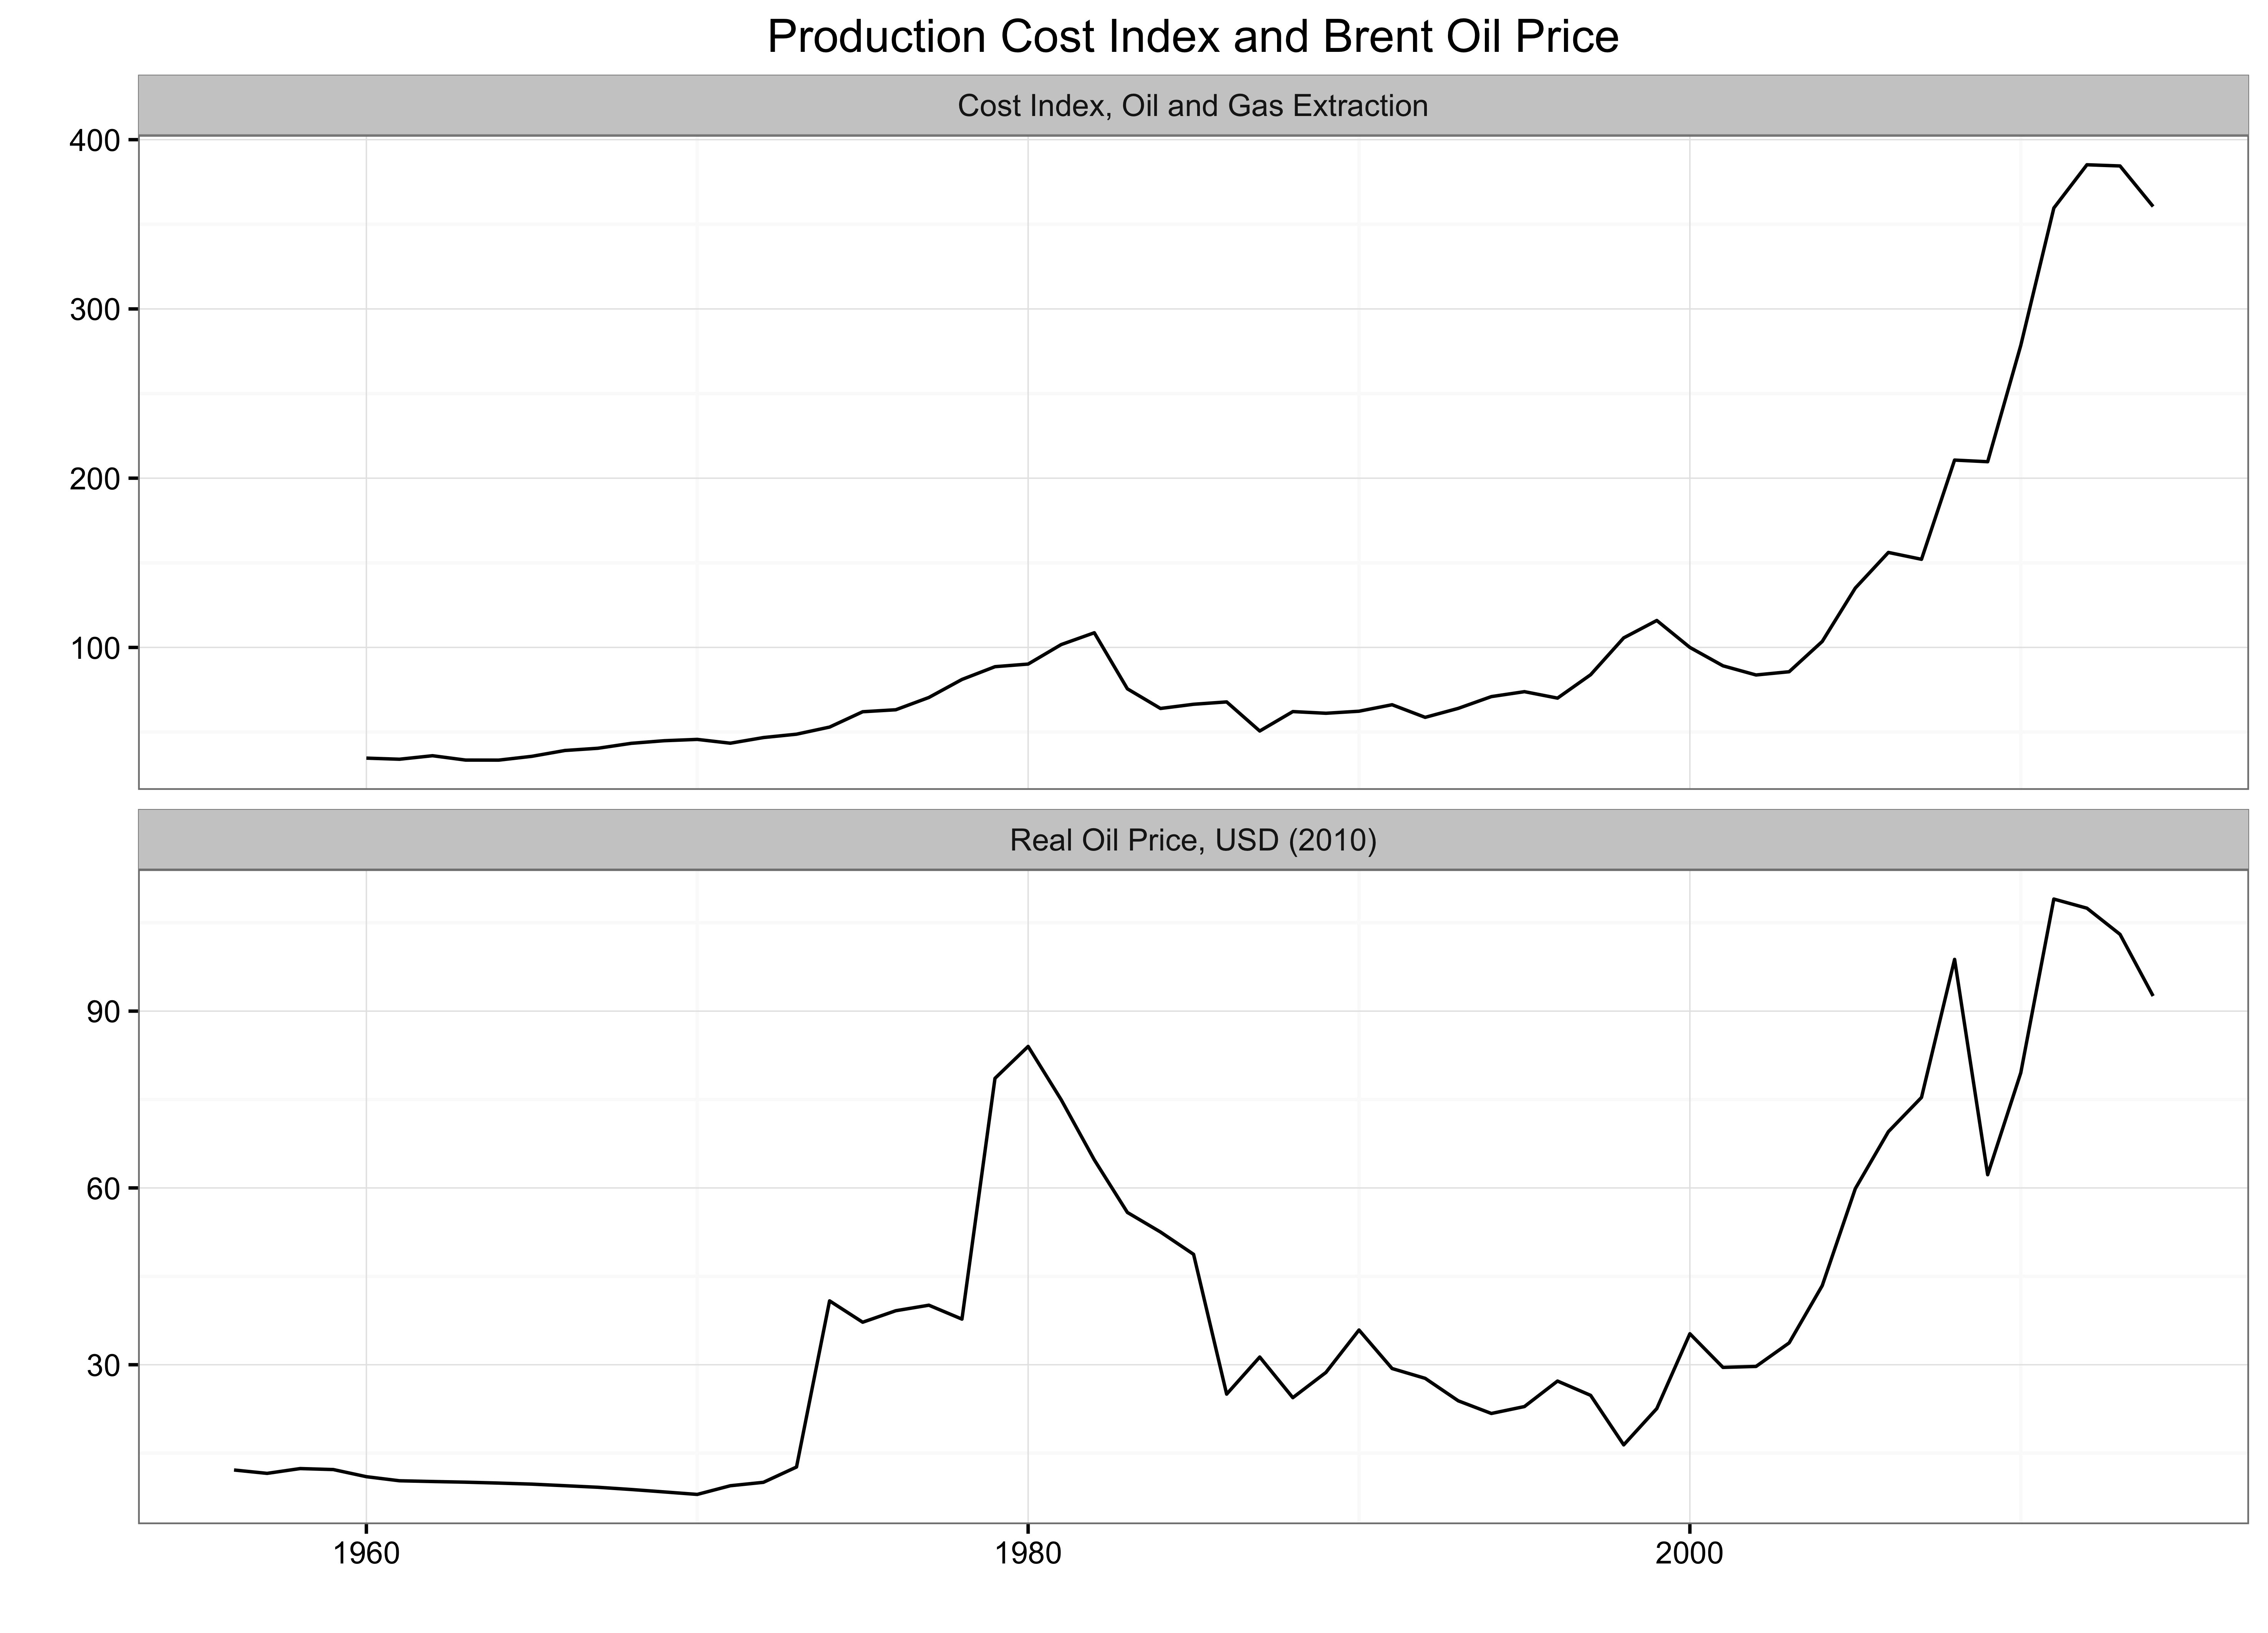 Production Cost Index and Brent Oil Price
Cost Index, Oil and Gas Extraction
400
300
200
100
Real Oil Price, USD (2010)
90
60
30
1960 1980 2000